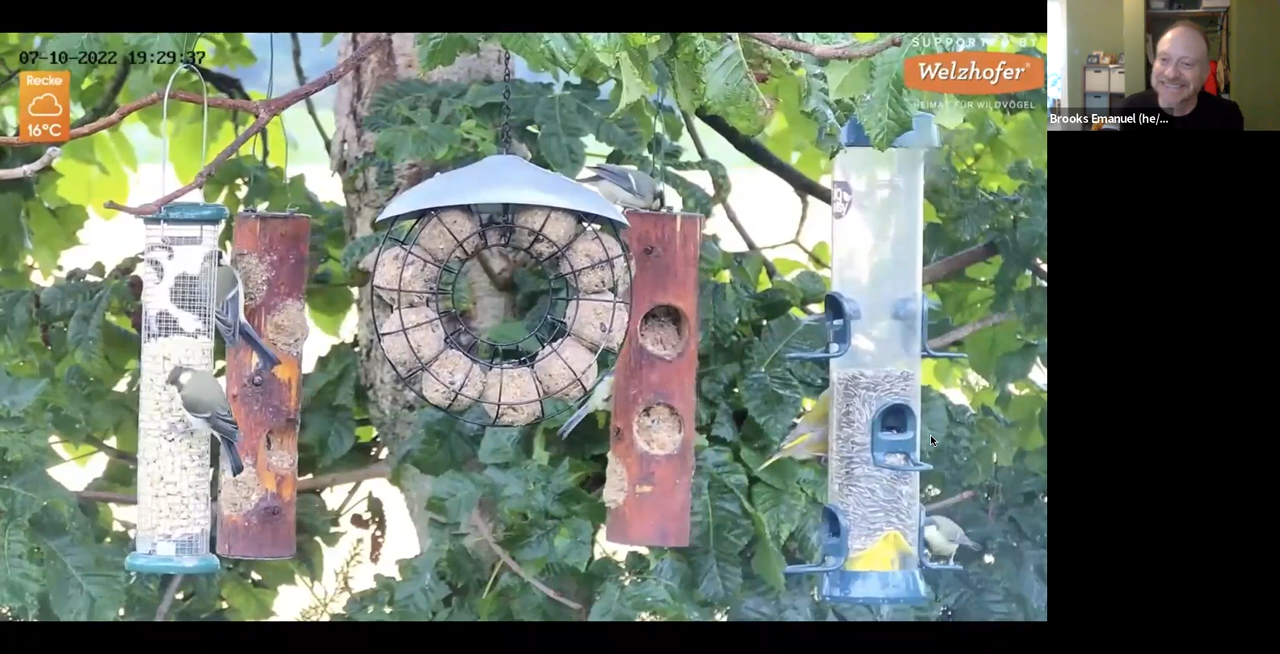 07-10-2022 19:29:37
SUPPORTED BY
Welzhofer®
HEIMAT FÜR WILDVÖGEL
Recke
16°C
Brooks Emanuel (he/...